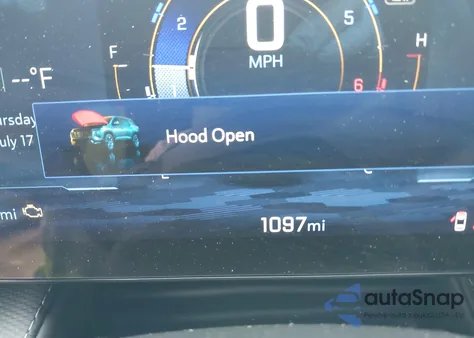 2
5
0
F
H
MPH
--°F
6
ursday
uly 17
Hood Open
mi
1097mi
autoSnap